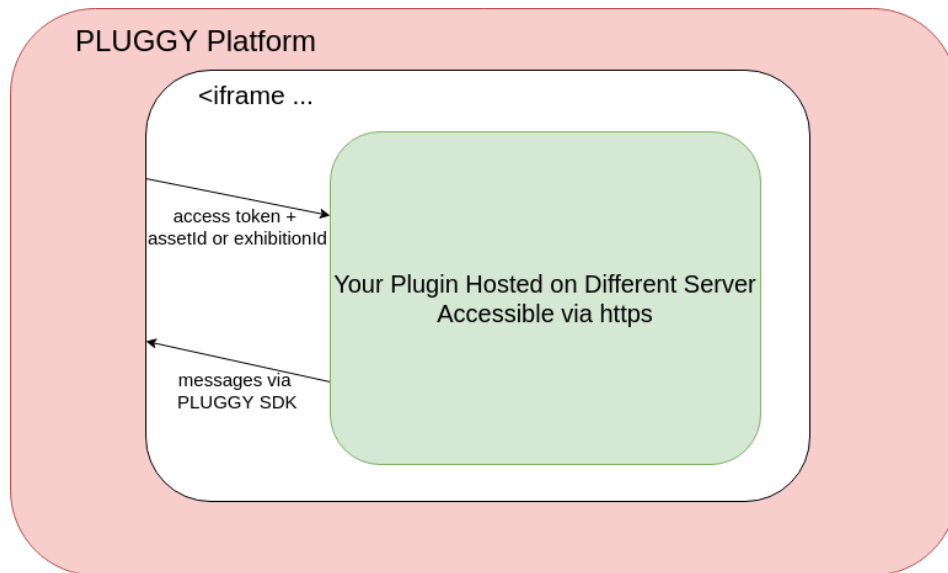 PLUGGY Platform
<iframe ...
access token +
assetId or exhibitionId
Your Plugin Hosted on Different Server
Accessible via https
messages via
PLUGGY SDK